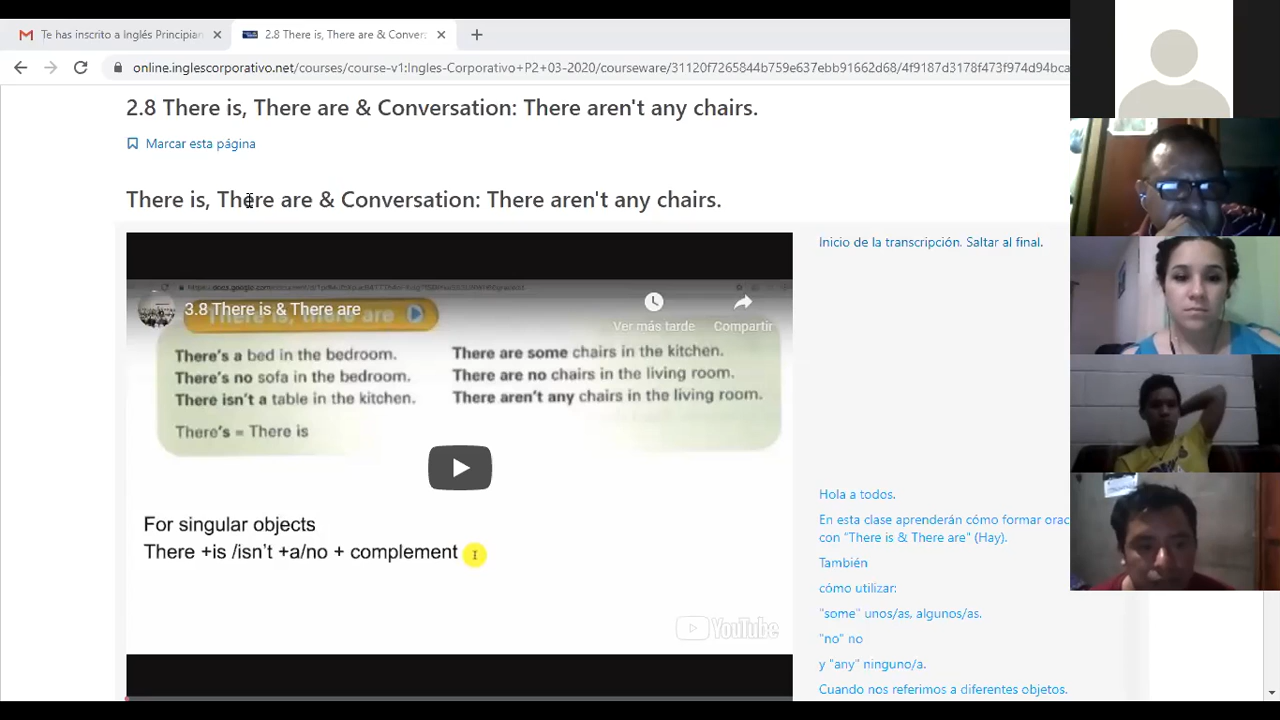 Te has inscrito a Inglés Principian
2.8 There is, There are & Conver
online.inglescorporativo.net/courses/course-v1:Ingles-Corporativo+P2+03-2020/courseware/31120f7265844b759e637ebb91662d68/4f9187d3178f473f974d94bca
2.8 There is, There are & Conversation: There aren't any chairs.
Marcar esta página
There is, There are & Conversation: There aren't any chairs.
Inicio de la transcripción. Saltar al final.
3.8 There is & There are
There is, there are
Ver más tarde
Compartir
There's a bed in the bedroom.
There are some chairs in the kitchen.
There's no sofa in the bedroom.
There are no chairs in the living room.
There isn't a table in the kitchen.
There aren't any chairs in the living room.
There's = There is
For singular objects
There +is /isn't +a/no + complement
YouTube
Hola a todos.
En esta clase aprenderán cómo formar orac
con "There is & There are" (Hay).
También
cómo utilizar:
"some" unos/as, algunos/as.
"no" no
y "any" ninguno/a.
Cuando nos referimos a diferentes objetos.